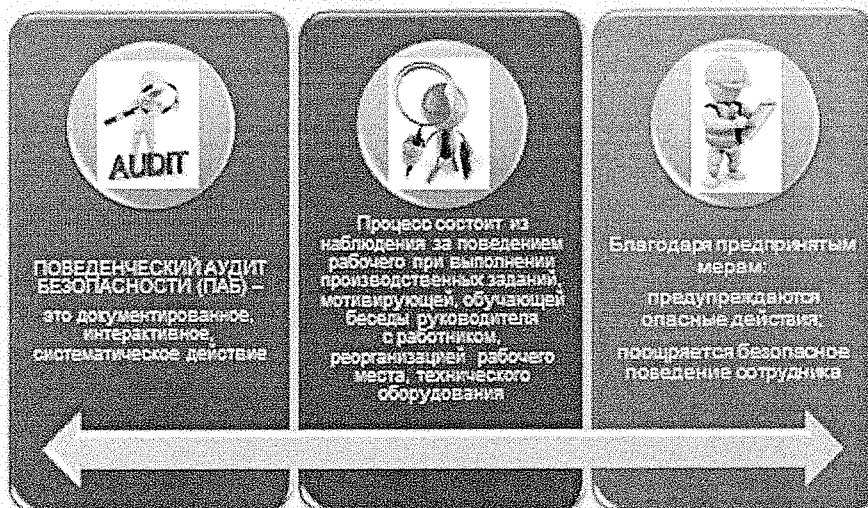 AUDIT
ПОВЕДЕНЧЕСКИЙ АУДИТ
БЕЗОПАСНОСТИ (ПАБ) –
это документированное,
интерактивное,
систематическое действие
Процесс состоит из
наблюдения за поведением
рабочего при выполнении
производственных заданий,
мотивирующей, обучающей
беседы руководителя
с работником,
реорганизацией рабочего
места, технического
оборудования
Благодаря предпринятым
мерам:
предупреждаются
опасные действия;
поощряется безопасное
поведение сотрудника